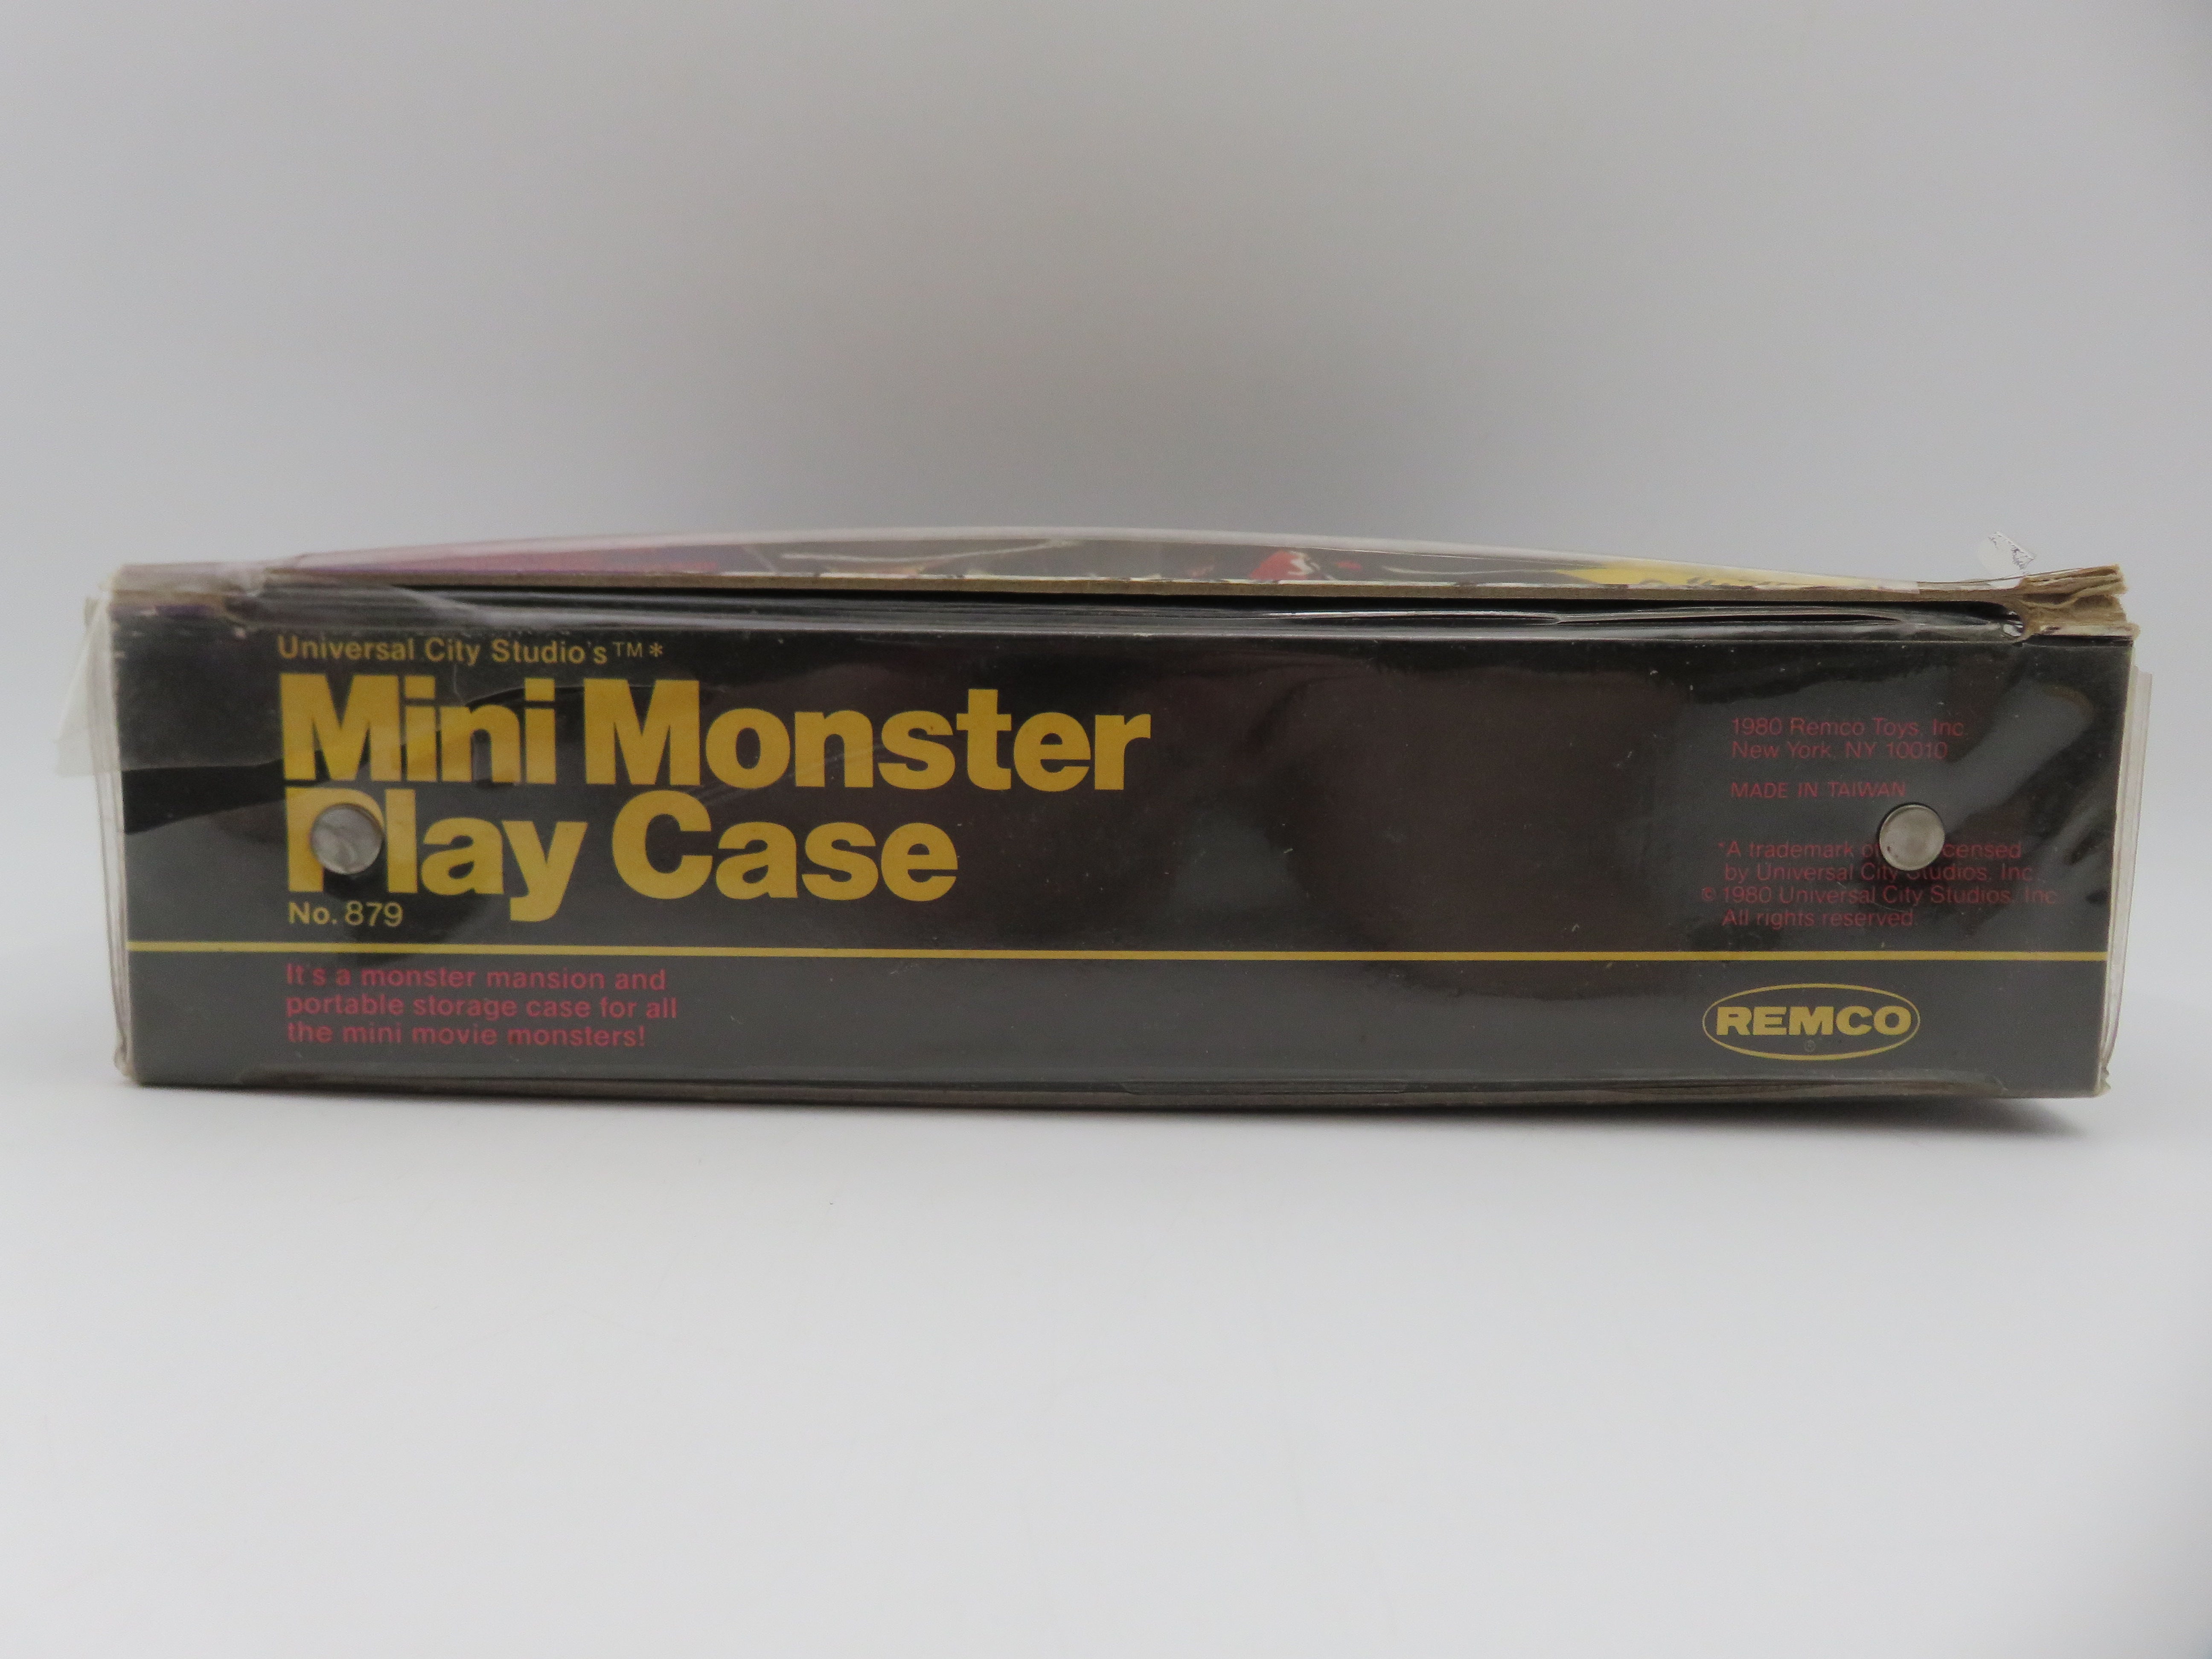 Universal City Studio's™*
Mini Monster
Play Case
No. 879
It's a monster mansion and
portable storage case for all
the mini movie monsters!
1980 Remco Toys, Inc.
New York, NY 10010
MADE IN TAIWAN
*A trademark of
by Universal City Studios, Inc.
© 1980 Universal City Studios, Inc.
All rights reserved.
REMCO